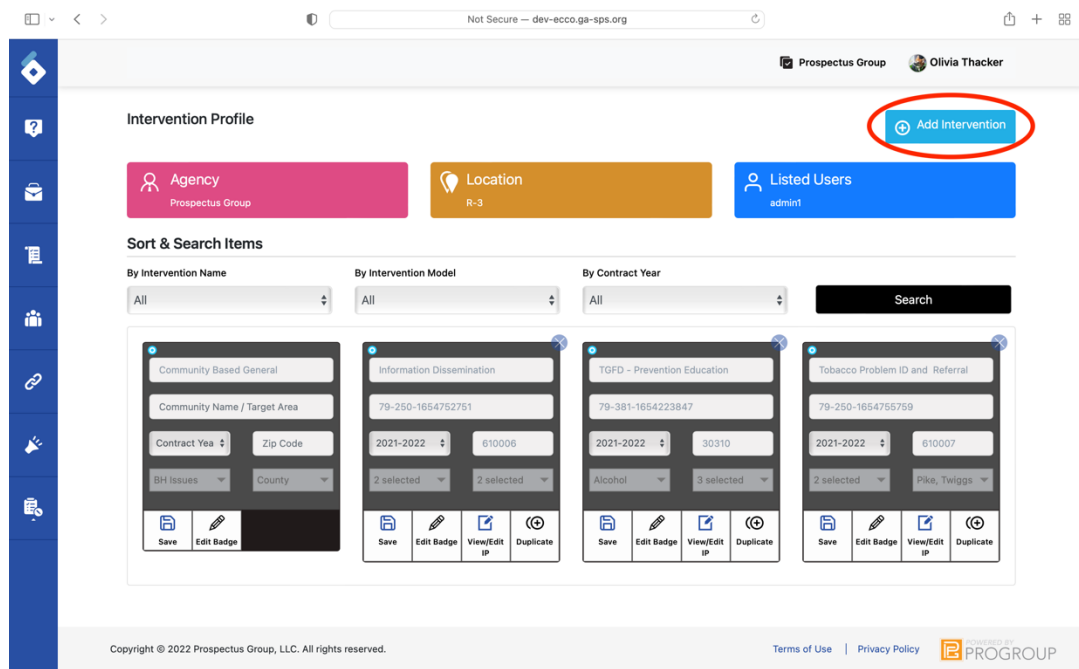 Not Secure — dev-ecco.ga-sps.org
Prospectus Group
Olivia Thacker
Intervention Profile
Add Intervention
Agency
Prospectus Group
Location
R-3
Listed Users
admin1
Sort & Search Items
By Intervention Name
By Intervention Model
By Contract Year
All
All
All
Search
Community Based General
Community Name / Target Area
Contract Yea
Zip Code
BH Issues
County
Save
Edit Badge
Information Dissemination
79-250-1654752751
2021-2022
610006
2 selected
2 selected
Save
Edit Badge
View/Edit IP
Duplicate
TGFD - Prevention Education
79-381-1654223847
2021-2022
30310
Alcohol
3 selected
Save
Edit Badge
View/Edit IP
Duplicate
Tobacco Problem ID and Referral
79-250-1654755759
2021-2022
610007
2 selected
Pike, Twiggs
Save
Edit Badge
View/Edit IP
Duplicate
Copyright © 2022 Prospectus Group, LLC. All rights reserved.
Terms of Use | Privacy Policy
POWERED BY
PROGROUP